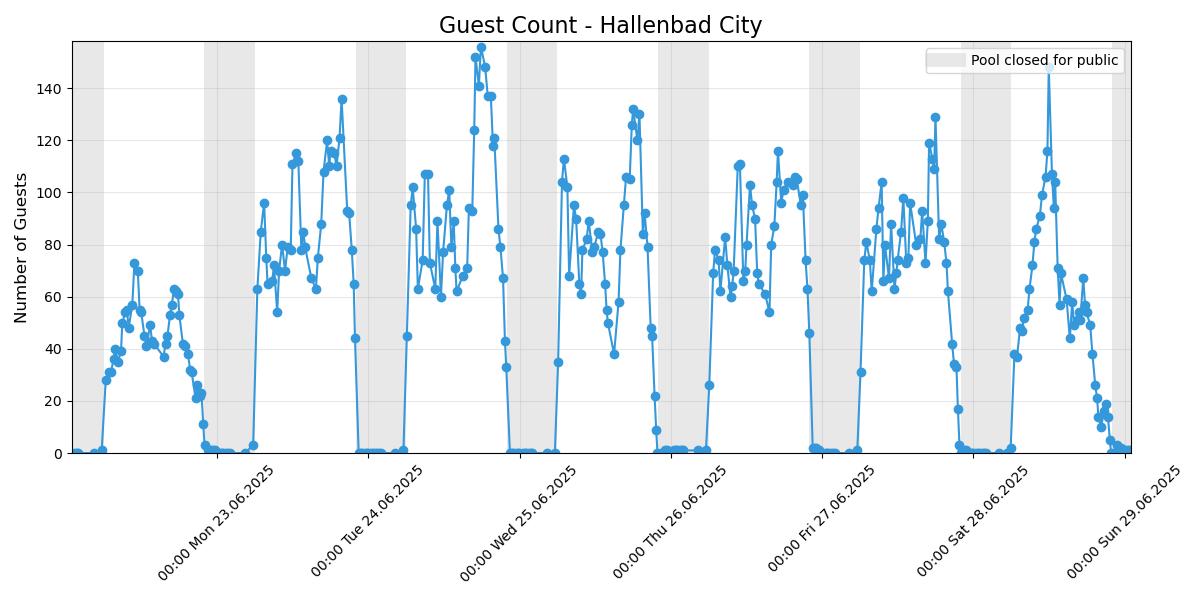 Guest Count - Hallenbad City
Pool closed for public
Number of Guests
140
120
100
80
60
40
20
0
00:00 Mon 23.06.2025
00:00 Tue 24.06.2025
00:00 Wed 25.06.2025
00:00 Thu 26.06.2025
00:00 Fri 27.06.2025
00:00 Sat 28.06.2025
00:00 Sun 29.06.2025